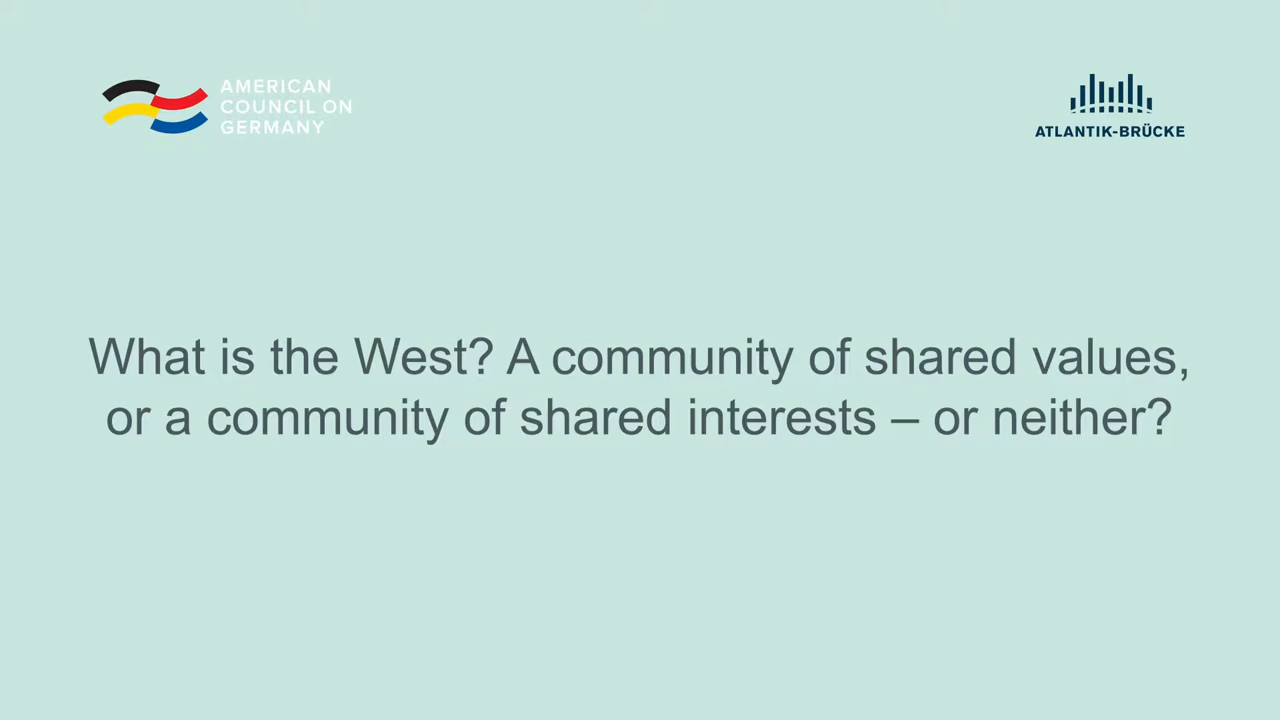 AMERICAN
COUNCIL ON
GERMANY
ATLANTIK-BRÜCKE
What is the West? A community of shared values,
or a community of shared interests – or neither?